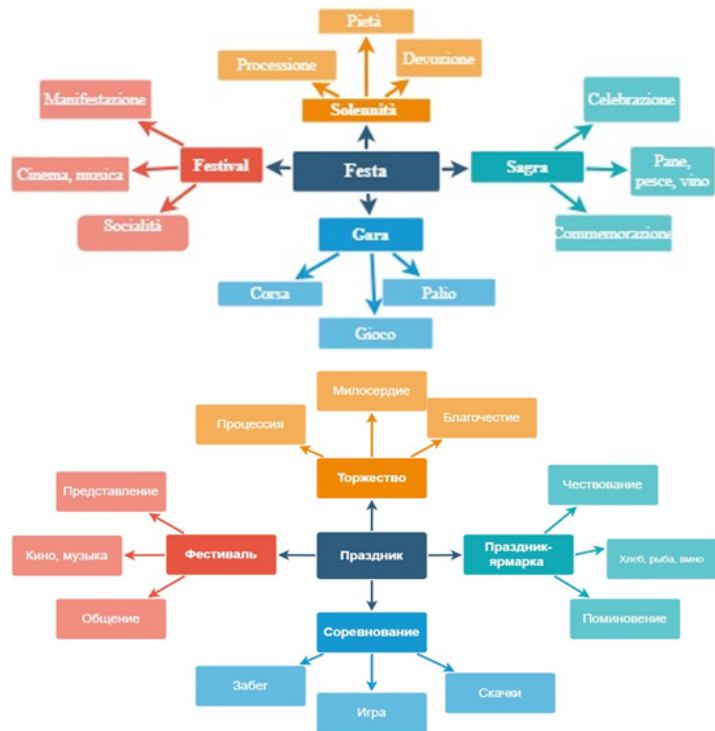 Pietà
Processione
Devozione
Solennità
Manifestazione
Celebrazione
Cinema, musica
Festival
Festa
Sagra
Pane,
pesce, vino
Socialità
Gara
Commemorazione
Corsa
Palio
Gioco
Милосердие
Процессия
Благочестие
Торжество
Представление
Чествование
Кино, музыка
Фестиваль
Праздник
Праздник-
ярмарка
Хлеб, рыба, вмно
Общение
Соревнование
Поминовение
Забег
Скачки
Игра